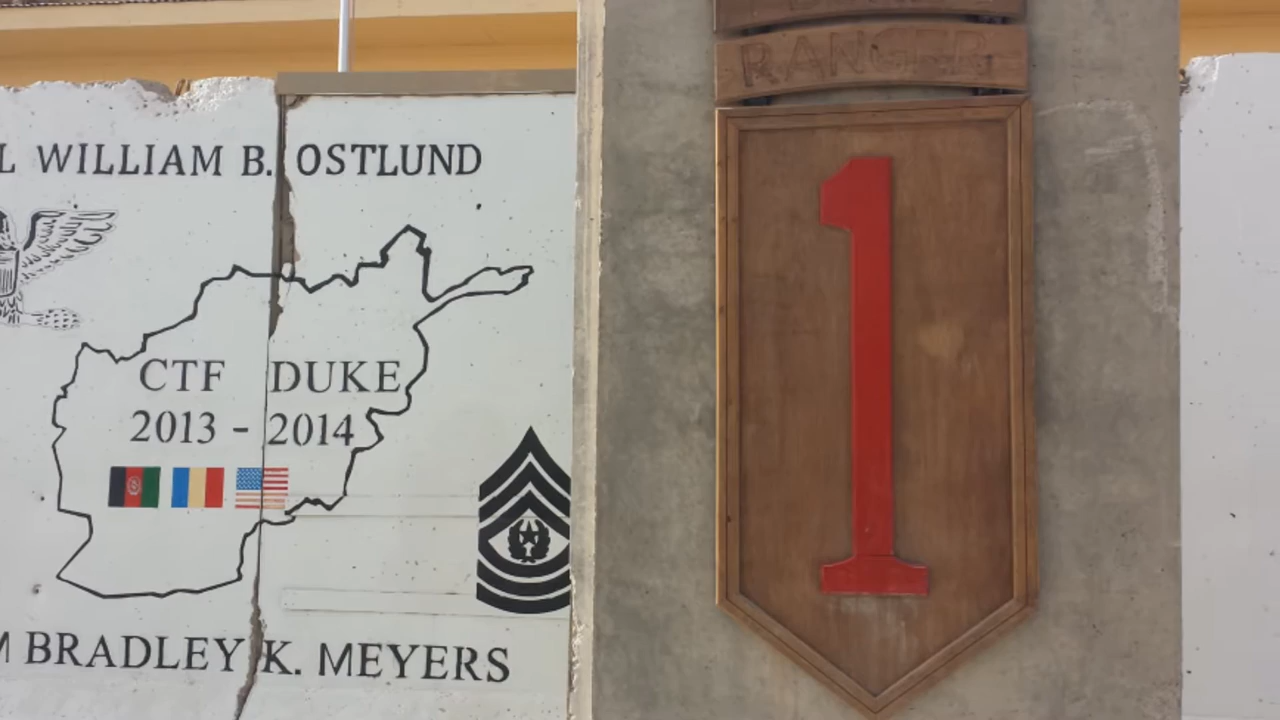 L WILLIAM B. OSTLUND
CTF DUKE
2013 - 2014
M BRADLEY K. MEYERS
RANGER
1